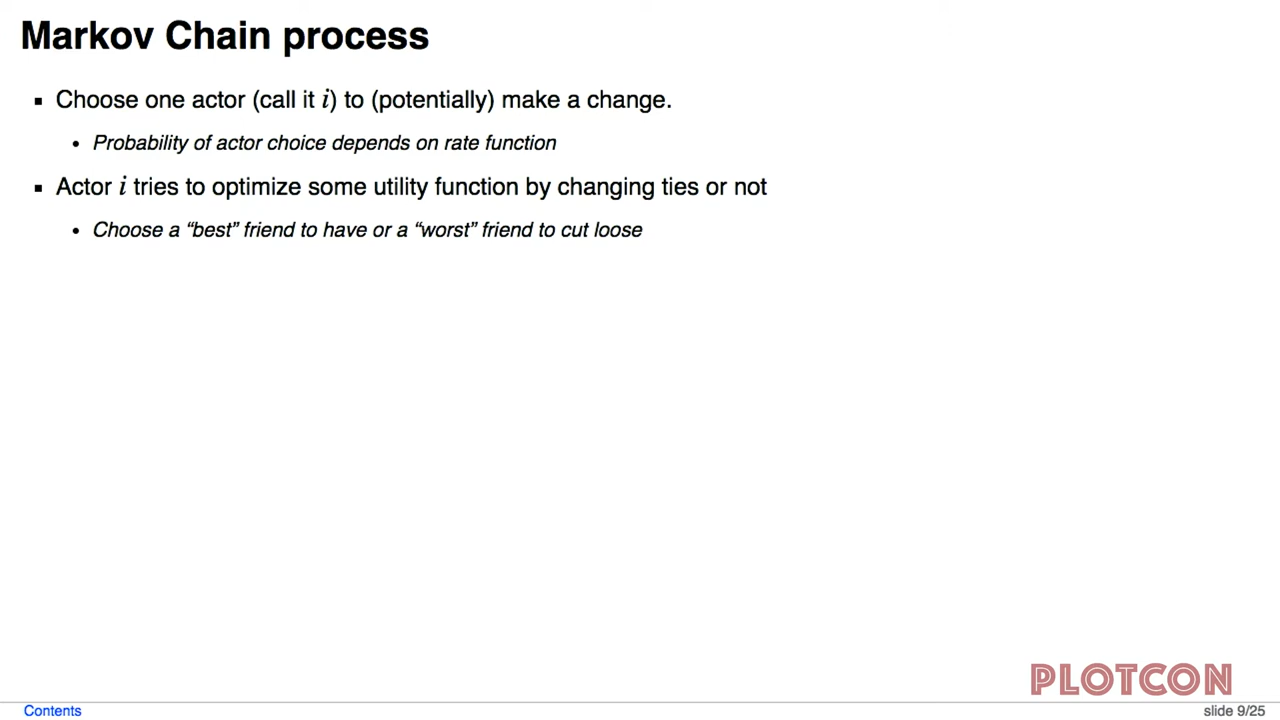 Markov Chain process
▪ Choose one actor (call it i) to (potentially) make a change.
• Probability of actor choice depends on rate function
▪ Actor i tries to optimize some utility function by changing ties or not
• Choose a “best” friend to have or a “worst” friend to cut loose
PLOTCON
Contents
slide 9/25